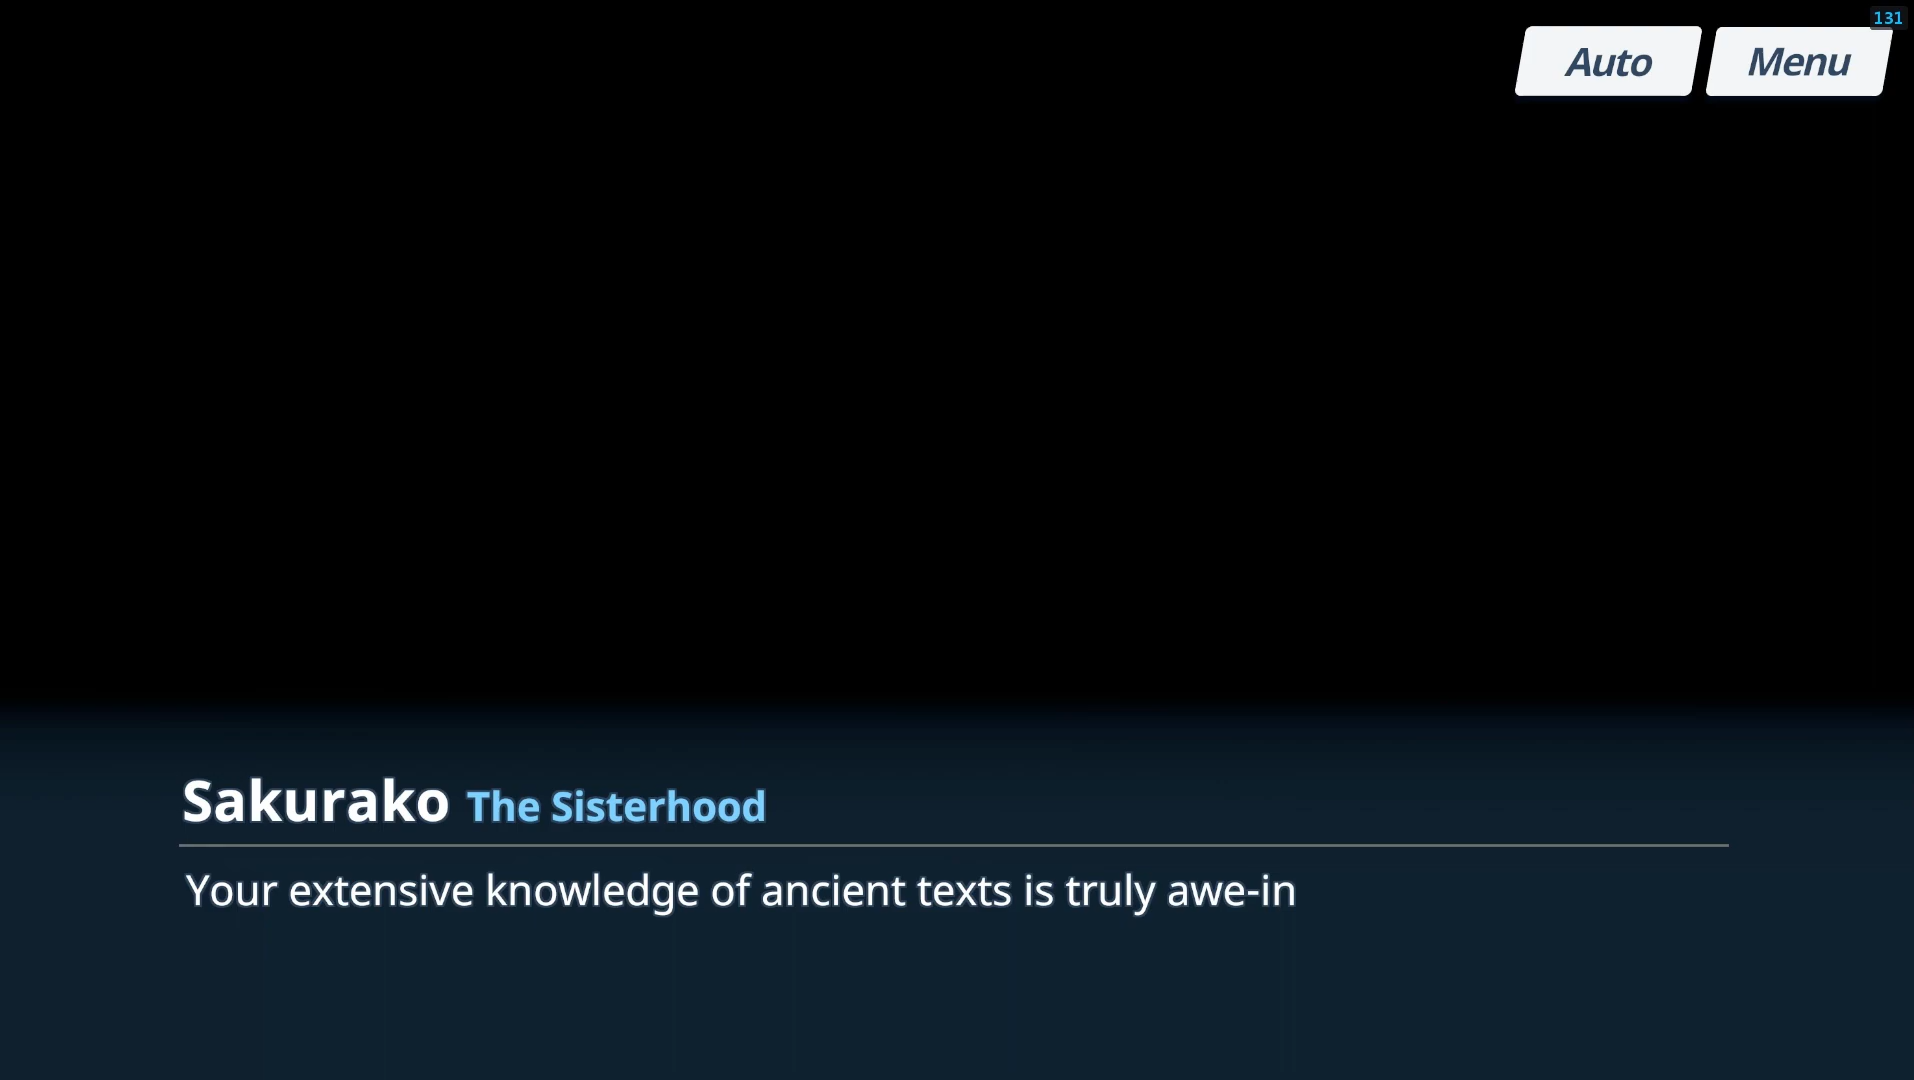 131
Auto
Menu
Sakurako The Sisterhood
Your extensive knowledge of ancient texts is truly awe-in